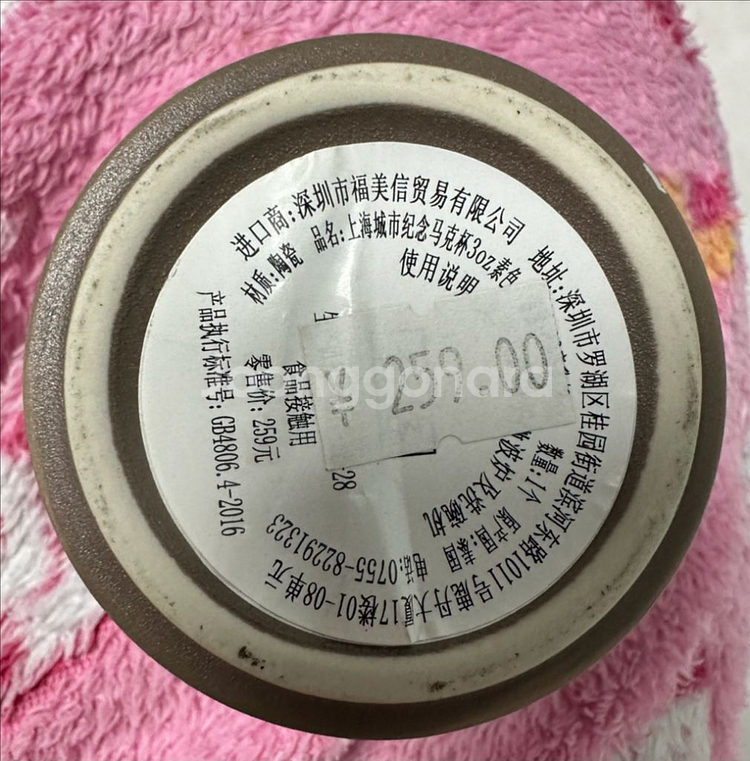 进口商:深圳市福美信贸易有限公司
地址:深圳市罗湖区桂园街道滨河东路1011号鹿丹大厦17楼01-08单元
材质:陶瓷
品名:上海城市纪念马克杯3oz素色
数量:1个
原产国:泰国
电话:0755-82291323
使用说明
波炉及洗碗机
28
食品接触用
零售价:259元
产品执行标准号:GB4806.4-2016
259.00